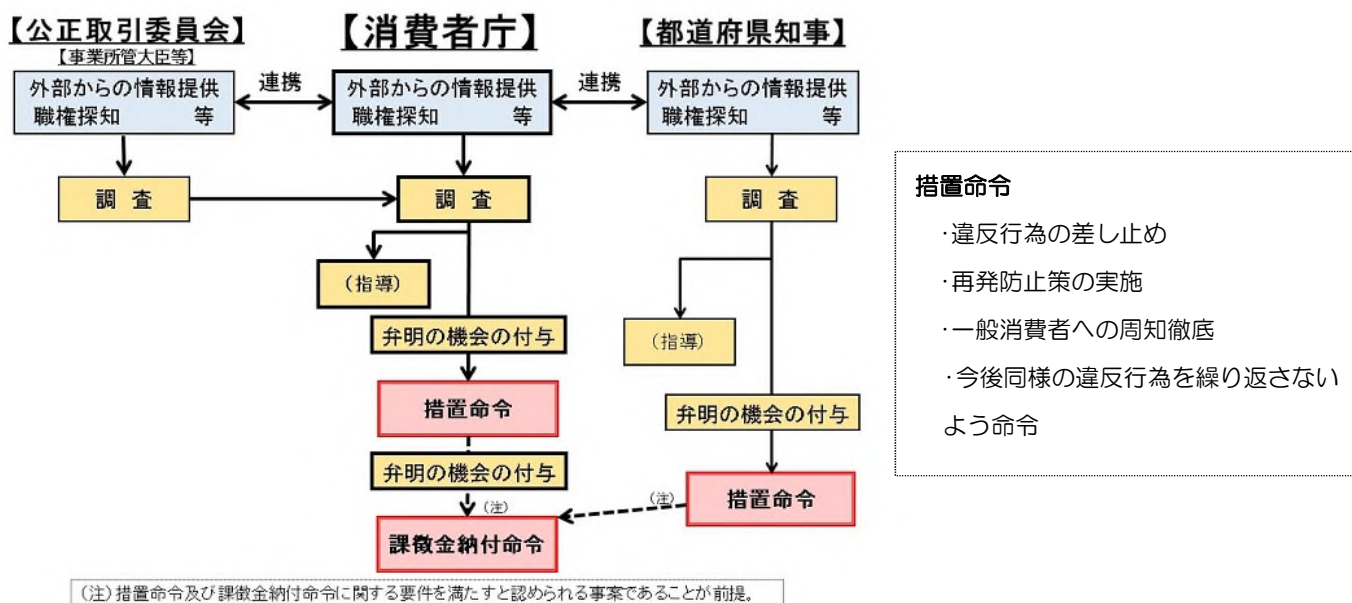 【公正取引委員会】
【事業所管大臣等】
【消費者庁】
【都道府県知事】
外部からの情報提供
職権探知 等
連携
外部からの情報提供
職権探知 等
連携
外部からの情報提供
職権探知 等
調 査
調 査
調 査
(指導)
(指導)
弁明の機会の付与
措置命令
弁明の機会の付与
弁明の機会の付与
措置命令
(注)
(注)
課徴金納付命令
(注)措置命令及び課徴金納付命令に関する要件を満たすと認められる事案であることが前提。
措置命令
・違反行為の差し止め
・再発防止策の実施
・一般消費者への周知徹底
・今後同様の違反行為を繰り返さない
よう命令